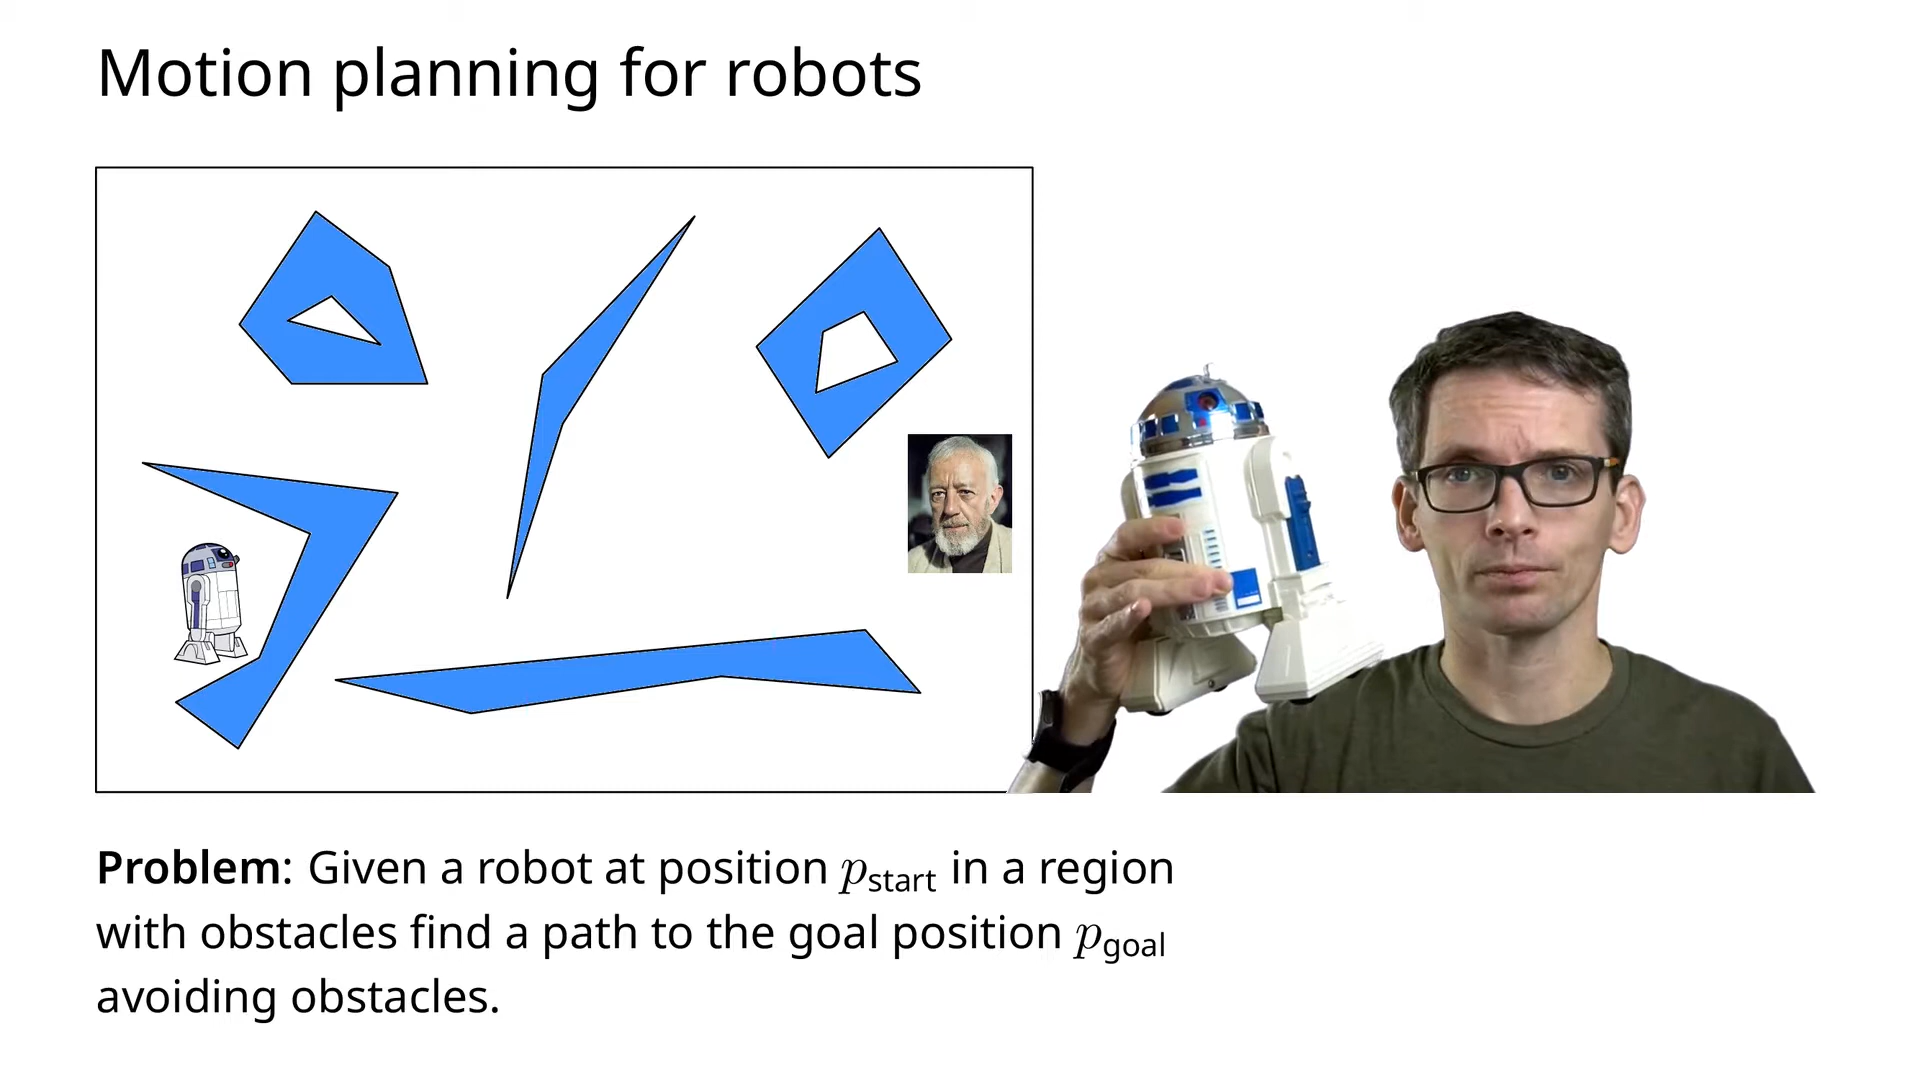 Motion planning for robots
Problem: Given a robot at position p_start in a region
with obstacles find a path to the goal position p_goal
avoiding obstacles.